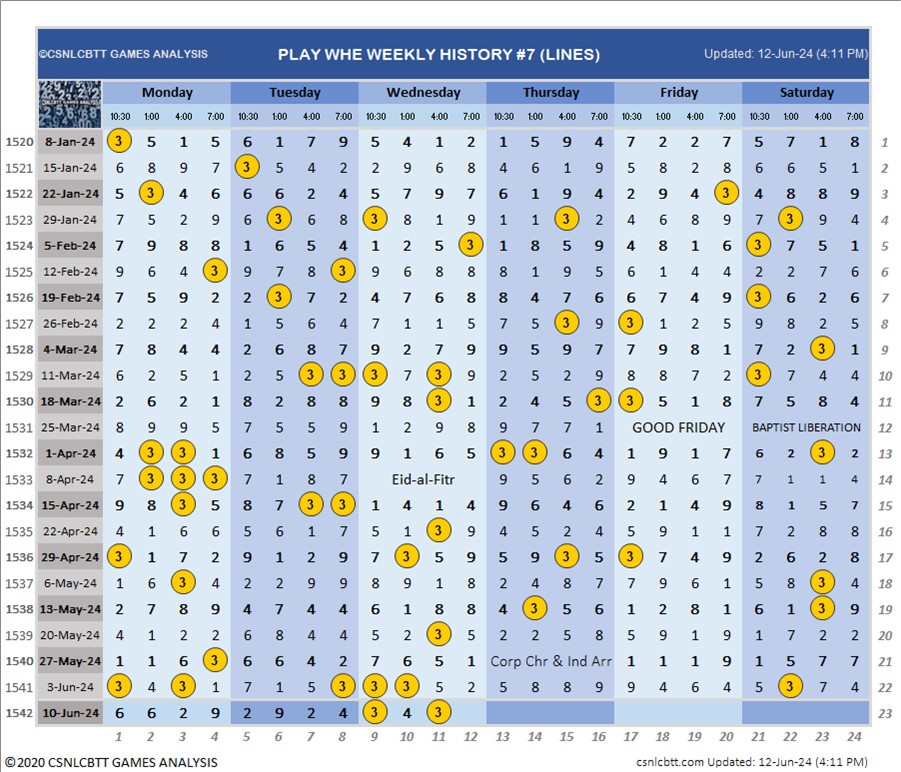 ©CSNLCBTT GAMES ANALYSIS PLAY WHE WEEKLY HISTORY #7 (LINES) Updated: 12-Jun-24 (4:11 PM)
CSNLCBTT GAMES ANALYSIS Monday Tuesday Wednesday Thursday Friday Saturday
10:30 1:00 4:00 7:00 10:30 1:00 4:00 7:00 10:30 1:00 4:00 7:00 10:30 1:00 4:00 7:00 10:30 1:00 4:00 7:00 10:30 1:00 4:00 7:00
1520 8-Jan-24 3 5 1 5 6 1 7 9 5 4 1 2 1 5 9 4 7 2 2 7 5 7 1 8 1
1521 15-Jan-24 6 8 9 7 3 5 4 2 2 9 6 8 4 6 1 9 5 8 2 8 6 6 5 1 2
1522 22-Jan-24 5 3 4 6 6 6 2 4 5 7 9 7 6 1 9 4 2 9 4 3 4 8 8 9 3
1523 29-Jan-24 7 5 2 9 6 3 6 8 3 8 1 9 1 1 3 2 4 6 8 9 7 3 9 4 4
1524 5-Feb-24 7 9 8 8 1 6 5 4 1 2 5 3 1 8 5 9 4 8 1 6 3 7 5 1 5
1525 12-Feb-24 9 6 4 3 9 7 8 3 9 6 8 8 8 1 9 5 6 1 4 4 2 2 7 6 6
1526 19-Feb-24 7 5 9 2 2 3 7 2 4 7 6 8 8 4 7 6 6 7 4 9 3 6 2 6 7
1527 26-Feb-24 2 2 2 4 1 5 6 4 7 1 1 5 7 5 3 9 3 1 2 5 9 8 2 5 8
1528 4-Mar-24 7 8 4 4 2 6 8 7 9 2 7 9 9 5 9 7 7 9 8 1 7 2 3 1 9
1529 11-Mar-24 6 2 5 1 2 5 3 3 3 7 3 9 2 5 2 9 8 8 7 2 3 7 4 4 10
1530 18-Mar-24 2 6 2 1 8 2 8 8 9 8 3 1 2 4 5 3 3 5 1 8 7 5 8 4 11
1531 25-Mar-24 8 9 9 5 7 5 5 9 1 2 9 8 9 7 7 1 GOOD FRIDAY BAPTIST LIBERATION 12
1532 1-Apr-24 4 3 3 1 6 8 5 9 9 1 6 5 3 3 6 4 1 9 1 7 6 2 3 2 13
1533 8-Apr-24 7 3 3 3 7 1 8 7 Eid-al-Fitr 9 5 6 2 9 4 6 7 7 1 1 4 14
1534 15-Apr-24 9 8 3 5 8 7 3 3 1 4 1 4 9 6 4 6 2 1 4 9 8 1 5 7 15
1535 22-Apr-24 4 1 6 6 5 6 1 7 5 1 3 9 4 5 2 4 5 9 1 1 7 2 8 8 16
1536 29-Apr-24 3 1 7 2 9 1 2 9 7 3 5 9 5 9 3 5 3 7 4 9 2 6 2 8 17
1537 6-May-24 1 6 3 4 2 2 9 9 8 9 1 8 2 4 8 7 7 9 6 1 5 8 3 4 18
1538 13-May-24 2 7 8 9 4 7 4 4 6 1 8 8 4 3 5 6 1 2 8 1 6 1 3 9 19
1539 20-May-24 4 1 2 2 6 8 4 4 5 2 3 5 2 2 5 8 5 9 1 9 1 7 2 2 20
1540 27-May-24 1 1 6 3 6 6 4 2 7 6 5 1 Corp Chr & Ind Arr 1 1 1 9 1 5 7 7 21
1541 3-Jun-24 3 4 3 1 7 1 5 3 3 3 5 2 5 8 8 9 9 4 6 4 5 3 7 4 22
1542 10-Jun-24 6 6 2 9 2 9 2 4 3 4 3 23
1 2 3 4 5 6 7 8 9 10 11 12 13 14 15 16 17 18 19 20 21 22 23 24
©2020 CSNLCBTT GAMES ANALYSIS csnlcbtt.com Updated: 12-Jun-24 (4:11 PM)